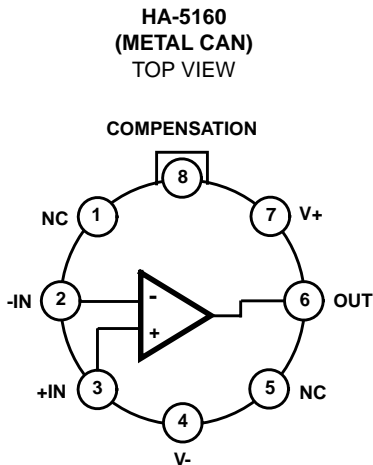 HA-5160
(METAL CAN)
TOP VIEW
COMPENSATION
8
NC 1
7 V+
-IN 2
-
6 OUT
+
+IN 3
5 NC
4
V-